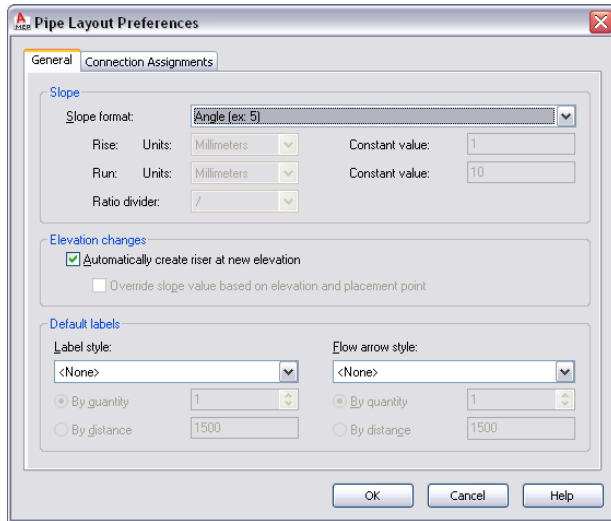 Pipe Layout Preferences
General
Connection Assignments
Slope
Slope format:
Angle (ex: 5)
Rise: Units: Millimeters Constant value: 1
Run: Units: Millimeters Constant value: 10
Ratio divider: /
Elevation changes
Automatically create riser at new elevation
Override slope value based on elevation and placement point
Default labels
Label style:
<None>
By quantity 1
By distance 1500
Flow arrow style:
<None>
By quantity 1
By distance 1500
OK
Cancel
Help
MEP